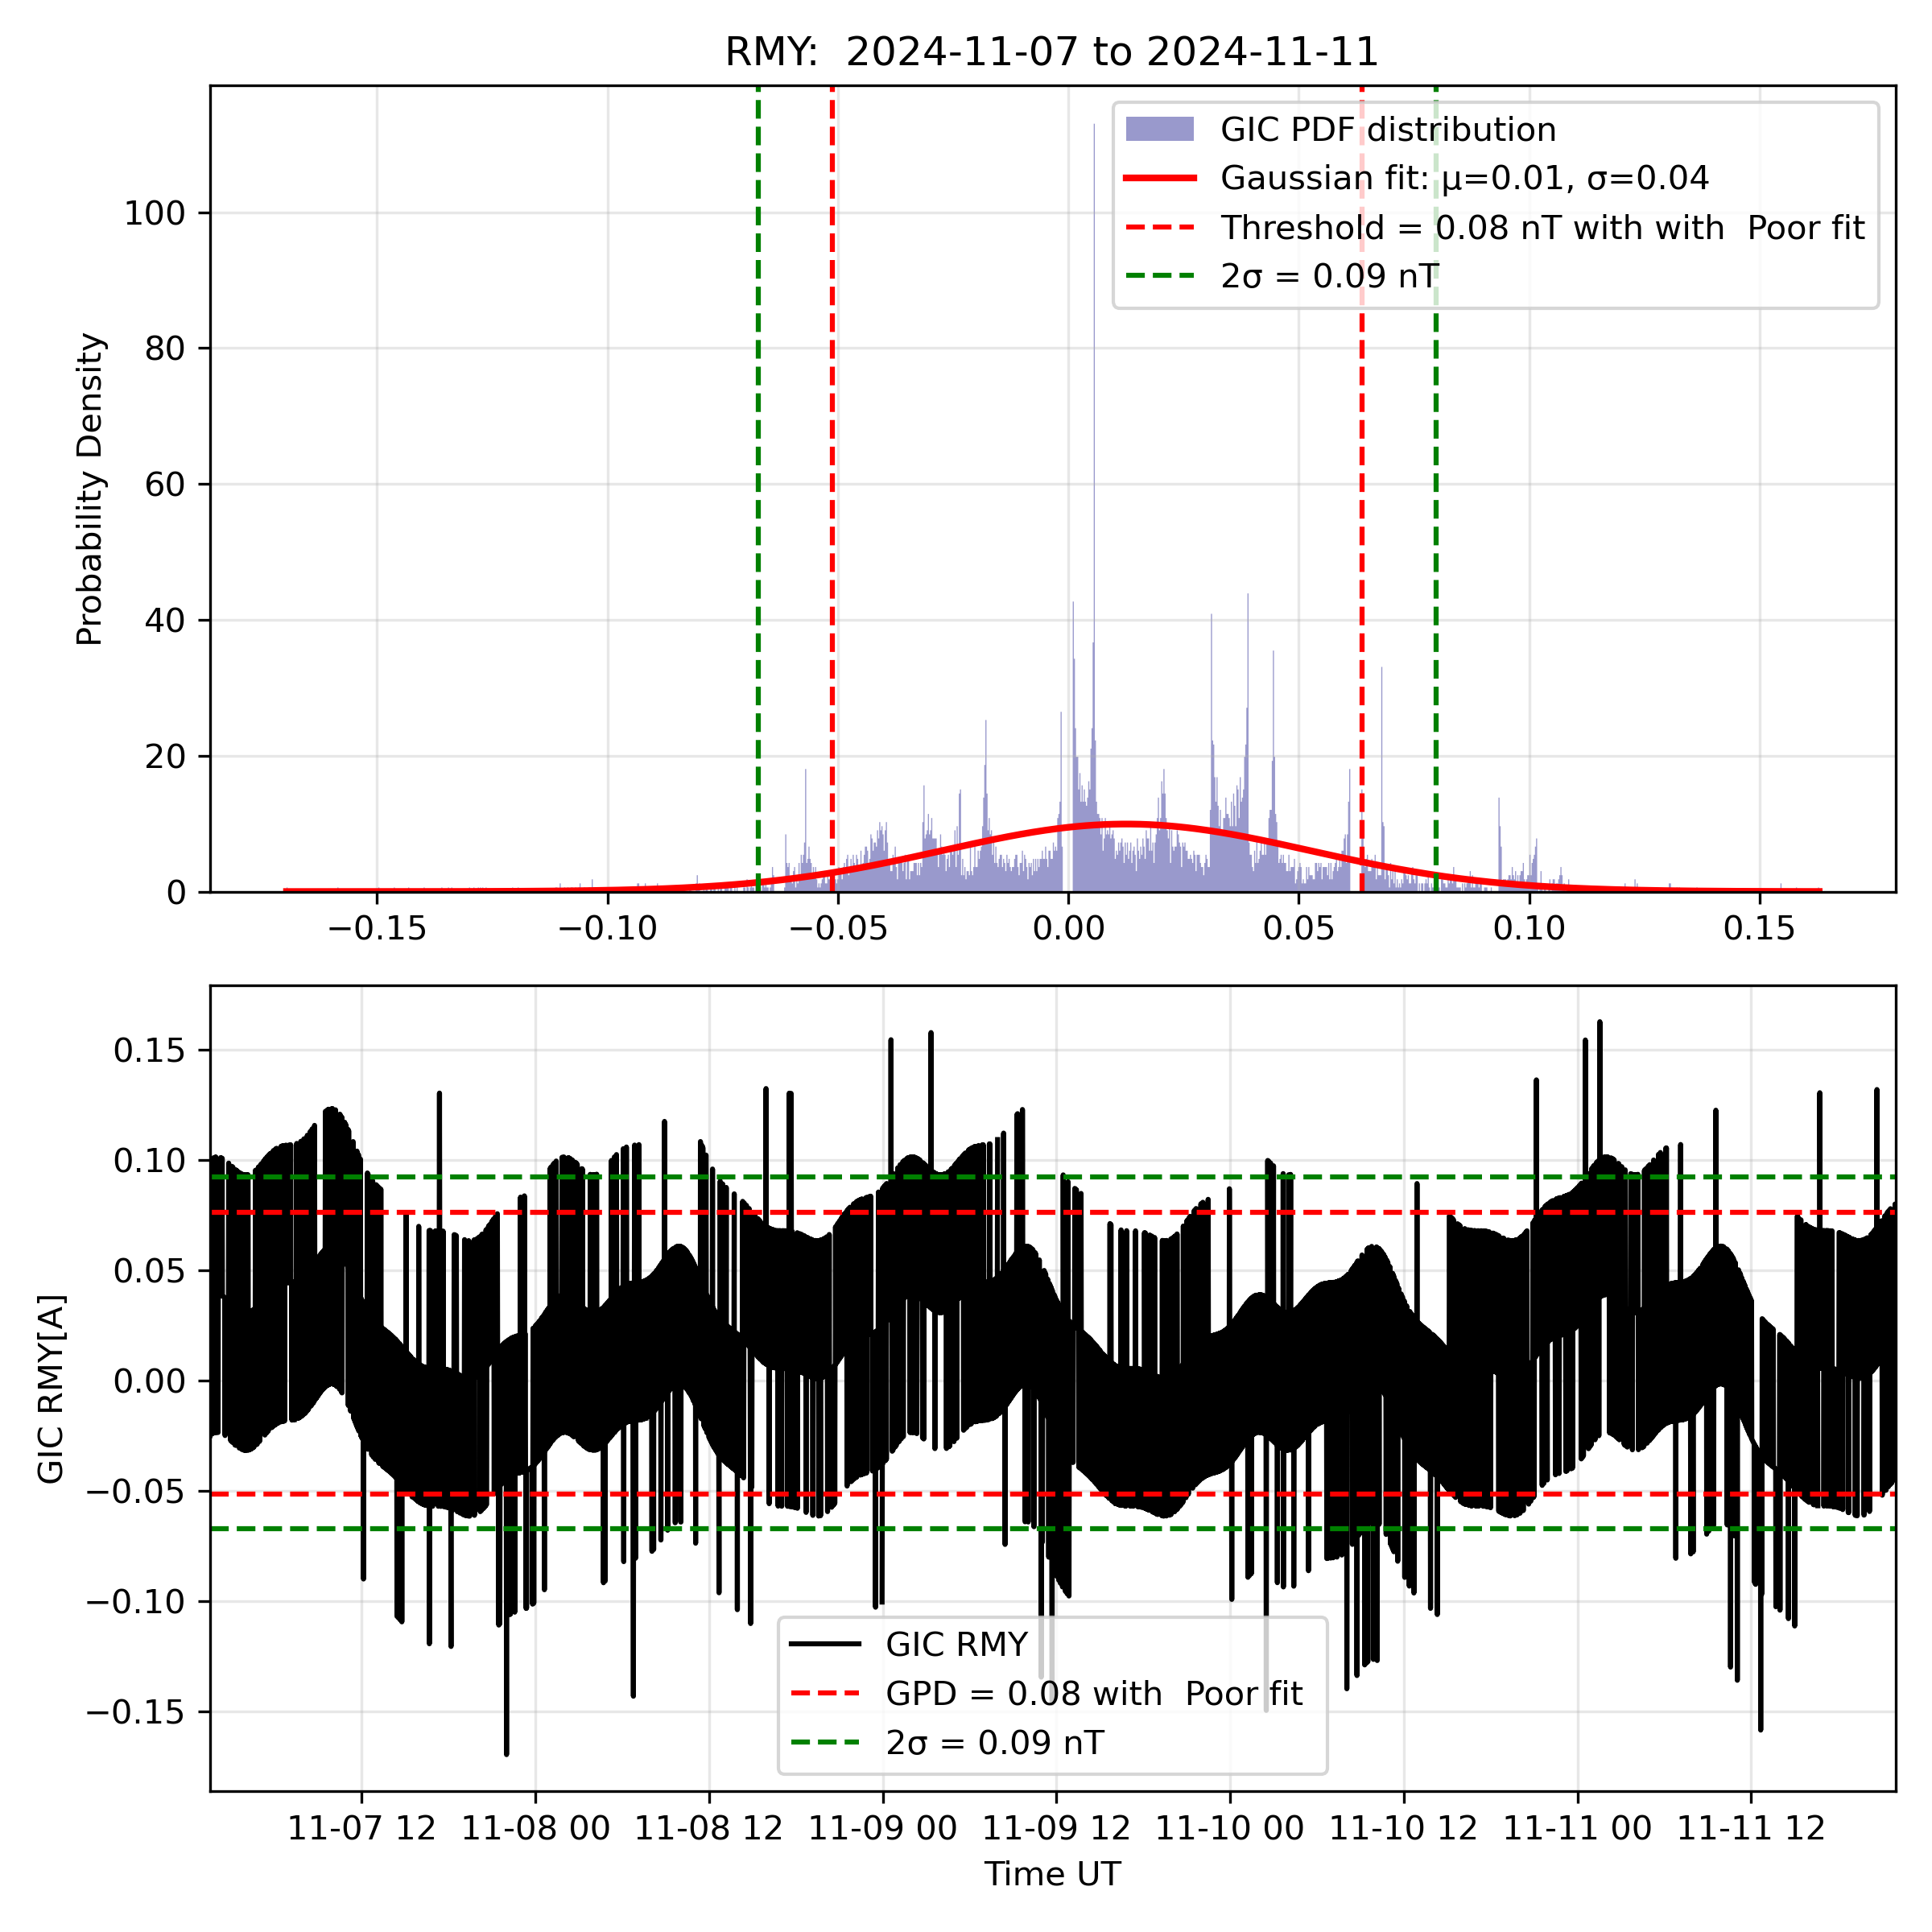 RMY:  2024-11-07 to 2024-11-11
GIC PDF distribution
Gaussian fit: μ=0.01, σ=0.04
Threshold = 0.08 nT with with  Poor fit
2σ = 0.09 nT
Probability Density
100
80
60
40
20
0
−0.15
−0.10
−0.05
0.00
0.05
0.10
0.15
GIC RMY[A]
0.15
0.10
0.05
0.00
−0.05
−0.10
−0.15
GIC RMY
GPD = 0.08 with  Poor fit
2σ = 0.09 nT
11-07 12
11-08 00
11-08 12
11-09 00
11-09 12
11-10 00
11-10 12
11-11 00
11-11 12
Time UT